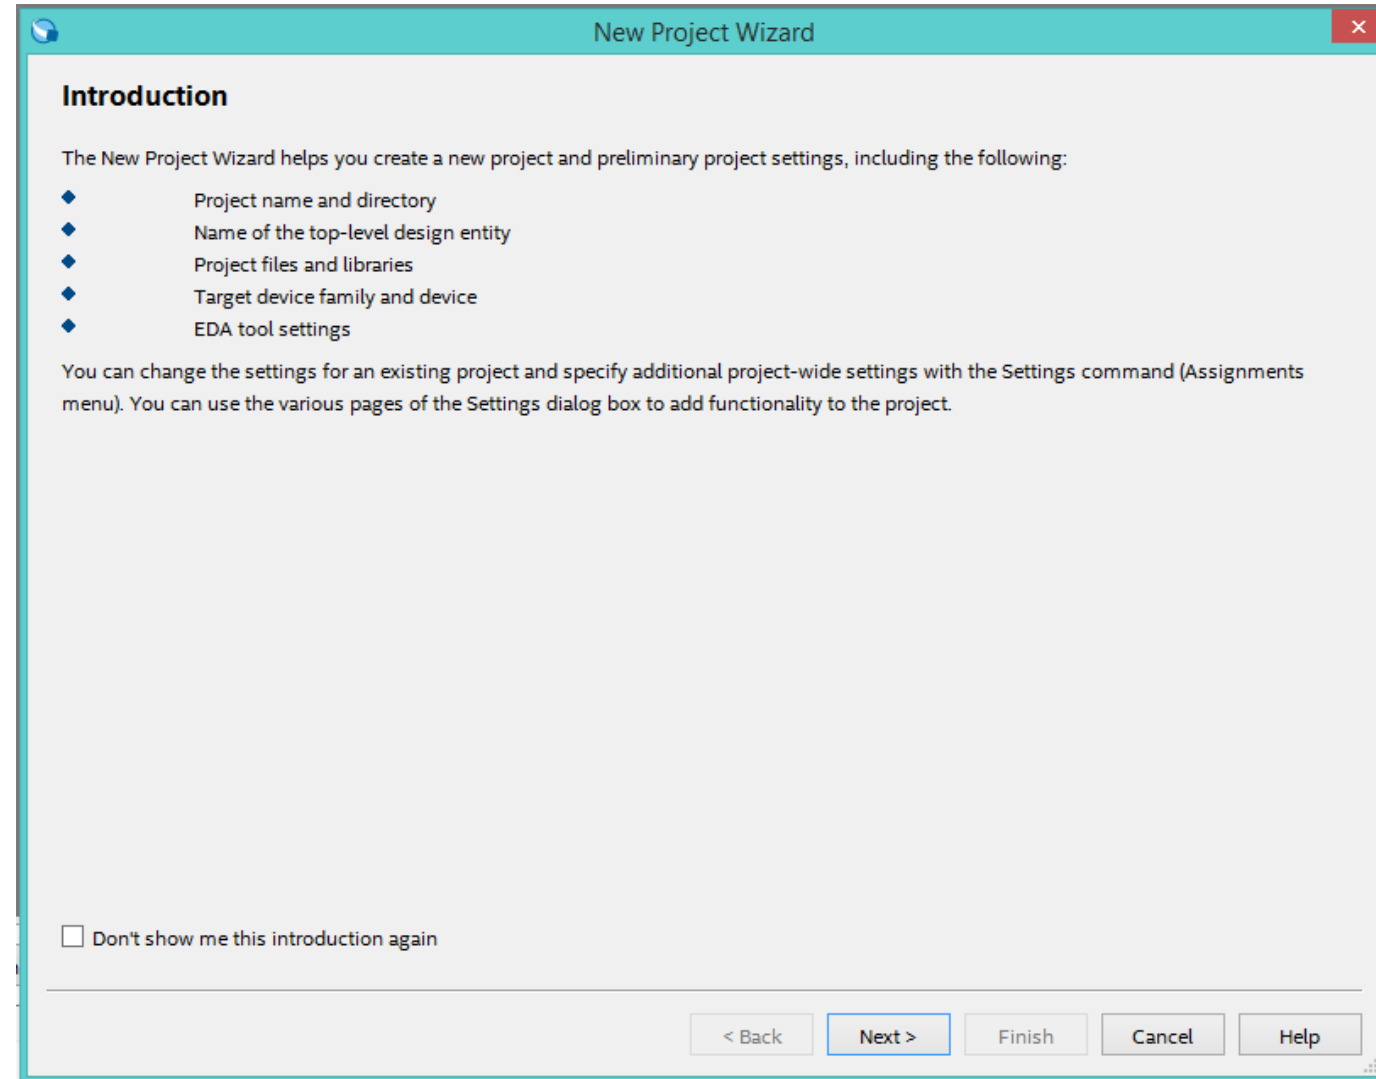 New Project Wizard
Introduction
The New Project Wizard helps you create a new project and preliminary project settings, including the following:
Project name and directory
Name of the top-level design entity
Project files and libraries
Target device family and device
EDA tool settings
You can change the settings for an existing project and specify additional project-wide settings with the Settings command (Assignments
menu). You can use the various pages of the Settings dialog box to add functionality to the project.
Don't show me this introduction again
< Back Next > Finish Cancel Help